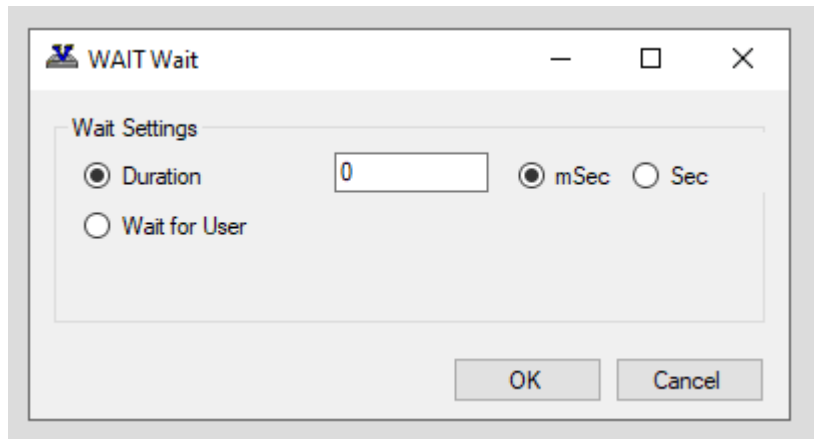 WAIT Wait
Wait Settings
Duration 0 mSec Sec
Wait for User
OK Cancel